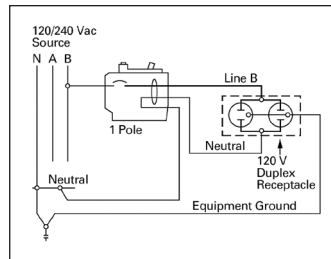 120/240 Vac
Source
N A B
1 Pole
Line B
Neutral
120 V
Duplex
Receptacle
Neutral
Equipment Ground